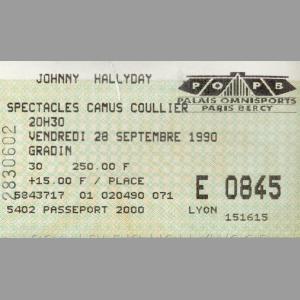 JOHNNY HALLYDAY
POPB
PALAIS OMNISPORTS
PARIS BERCY
SPECTACLES CAMUS COULLIER
20H30
VENDREDI 28 SEPTEMBRE 1990
GRADIN
30 250.00 F
+15.00 F / PLACE
E 0845
5843717 01 020490 071
5402 PASSEPORT 2000 LYON
151615
2830602